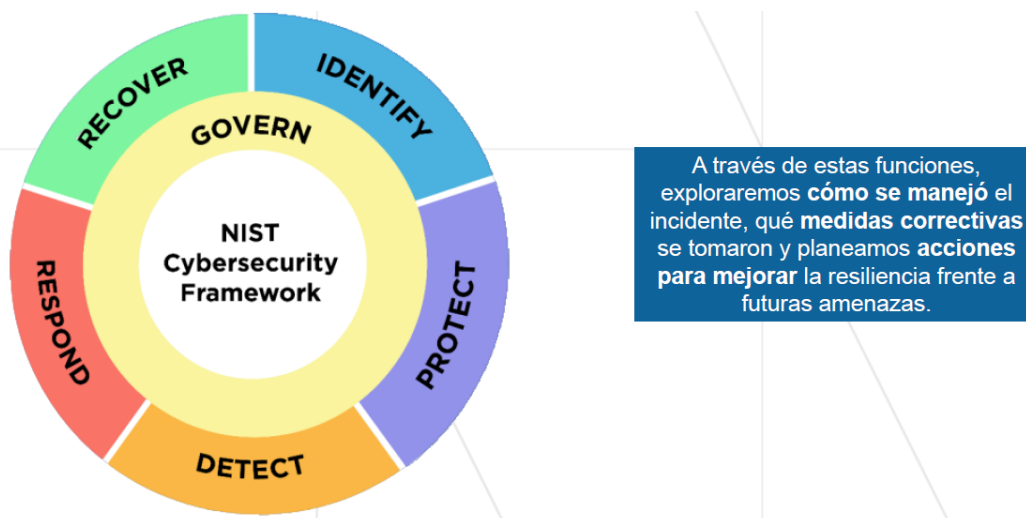 RECOVER
IDENTIFY
GOVERN
NIST
Cybersecurity
Framework
RESPOND
PROTECT
DETECT
A través de estas funciones,
exploraremos cómo se manejó el
incidente, qué medidas correctivas
se tomaron y planeamos acciones
para mejorar la resiliencia frente a
futuras amenazas.